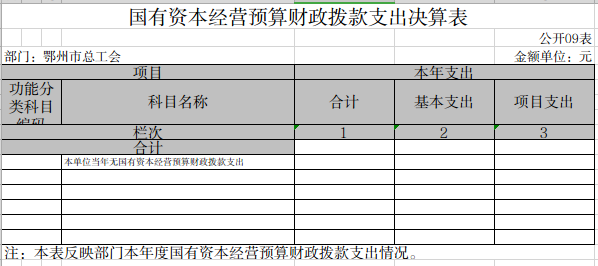 国有资本经营预算财政拨款支出决算表
公开09表
部门：鄂州市总工会 金额单位：元
项目 本年支出
功能分类科目编码 科目名称 合计 基本支出 项目支出
栏次 1 2 3
合计
本单位当年无国有资本经营预算财政拨款支出
注：本表反映部门本年度国有资本经营预算财政拨款支出情况。